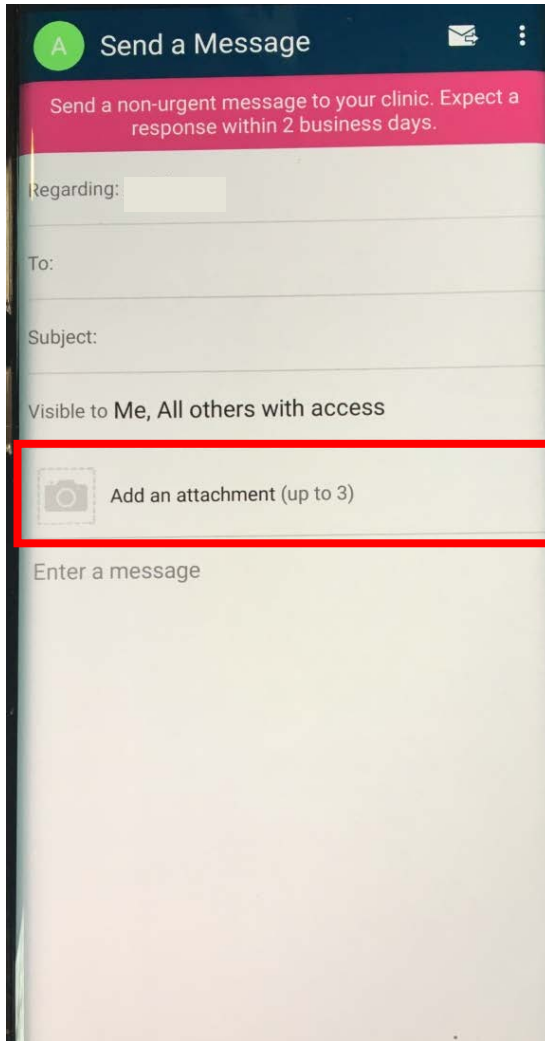 A Send a Message
Send a non-urgent message to your clinic. Expect a
response within 2 business days.
Regarding:
To:
Subject:
Visible to Me, All others with access
Add an attachment (up to 3)
Enter a message